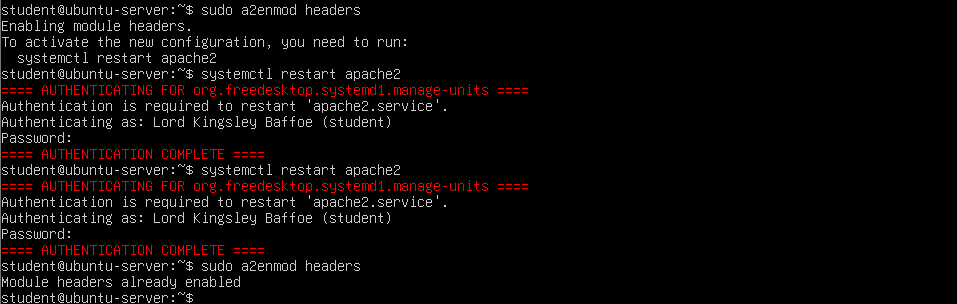 student@ubuntu-server:~$ sudo a2enmod headers
Enabling module headers.
To activate the new configuration, you need to run:
  systemctl restart apache2
student@ubuntu-server:~$ systemctl restart apache2
==== AUTHENTICATING FOR org.freedesktop.systemd1.manage-units ====
Authentication is required to restart 'apache2.service'.
Authenticating as: Lord Kingsley Baffoe (student)
Password:
==== AUTHENTICATION COMPLETE ====
student@ubuntu-server:~$ systemctl restart apache2
==== AUTHENTICATING FOR org.freedesktop.systemd1.manage-units ====
Authentication is required to restart 'apache2.service'.
Authenticating as: Lord Kingsley Baffoe (student)
Password:
==== AUTHENTICATION COMPLETE ====
student@ubuntu-server:~$ sudo a2enmod headers
Module headers already enabled
student@ubuntu-server:~$